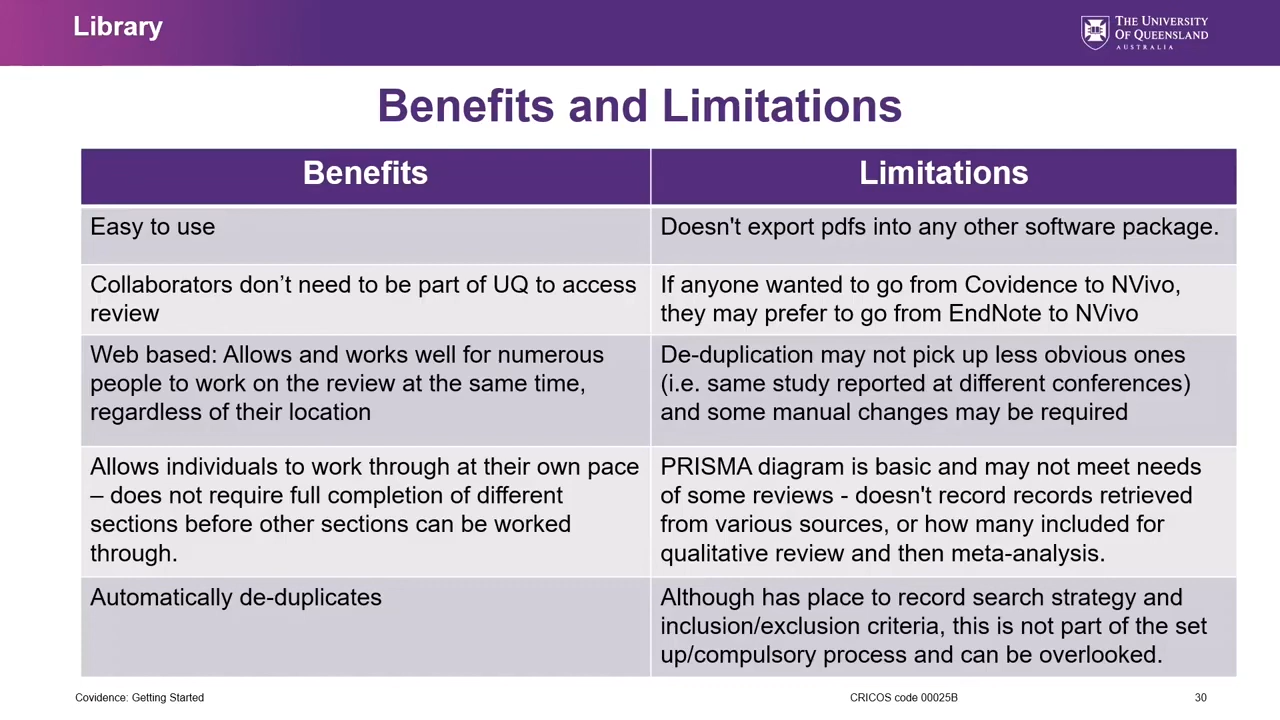 Library
THE UNIVERSITY
OF QUEENSLAND
AUSTRALIA
Benefits and Limitations
Benefits
Limitations
Easy to use
Doesn't export pdfs into any other software package.
Collaborators don’t need to be part of UQ to access
review
If anyone wanted to go from Covidence to NVivo,
they may prefer to go from EndNote to NVivo
Web based: Allows and works well for numerous
people to work on the review at the same time,
regardless of their location
De-duplication may not pick up less obvious ones
(i.e. same study reported at different conferences)
and some manual changes may be required
Allows individuals to work through at their own pace
– does not require full completion of different
sections before other sections can be worked
through.
PRISMA diagram is basic and may not meet needs
of some reviews - doesn't record records retrieved
from various sources, or how many included for
qualitative review and then meta-analysis.
Automatically de-duplicates
Although has place to record search strategy and
inclusion/exclusion criteria, this is not part of the set
up/compulsory process and can be overlooked.
Covidence: Getting Started
CRICOS code 00025B
30